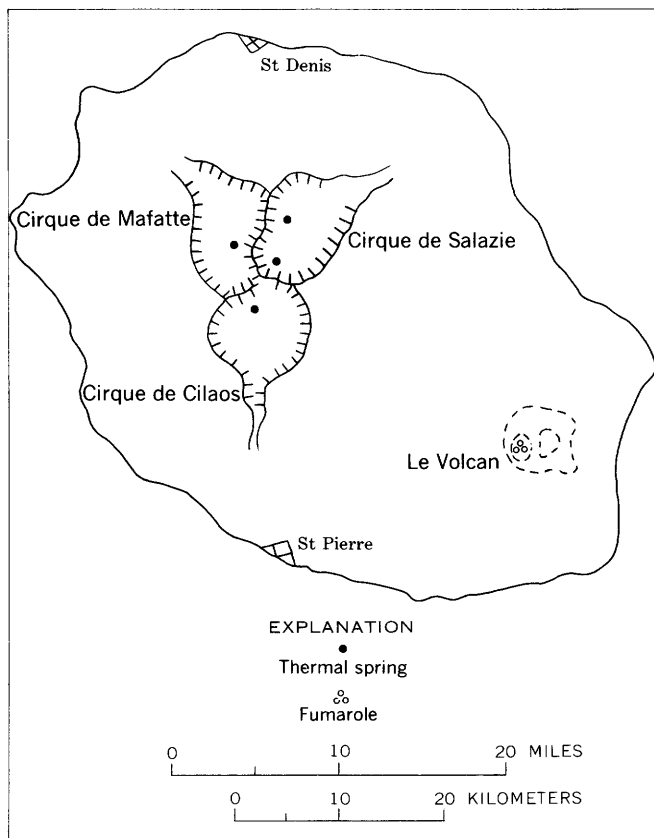 St Denis
Cirque de Mafatte
Cirque de Salazie
Cirque de Cilaos
Le Volcan
St Pierre
EXPLANATION
Thermal spring
Fumarole
0 10 20 MILES
0 10 20 KILOMETERS